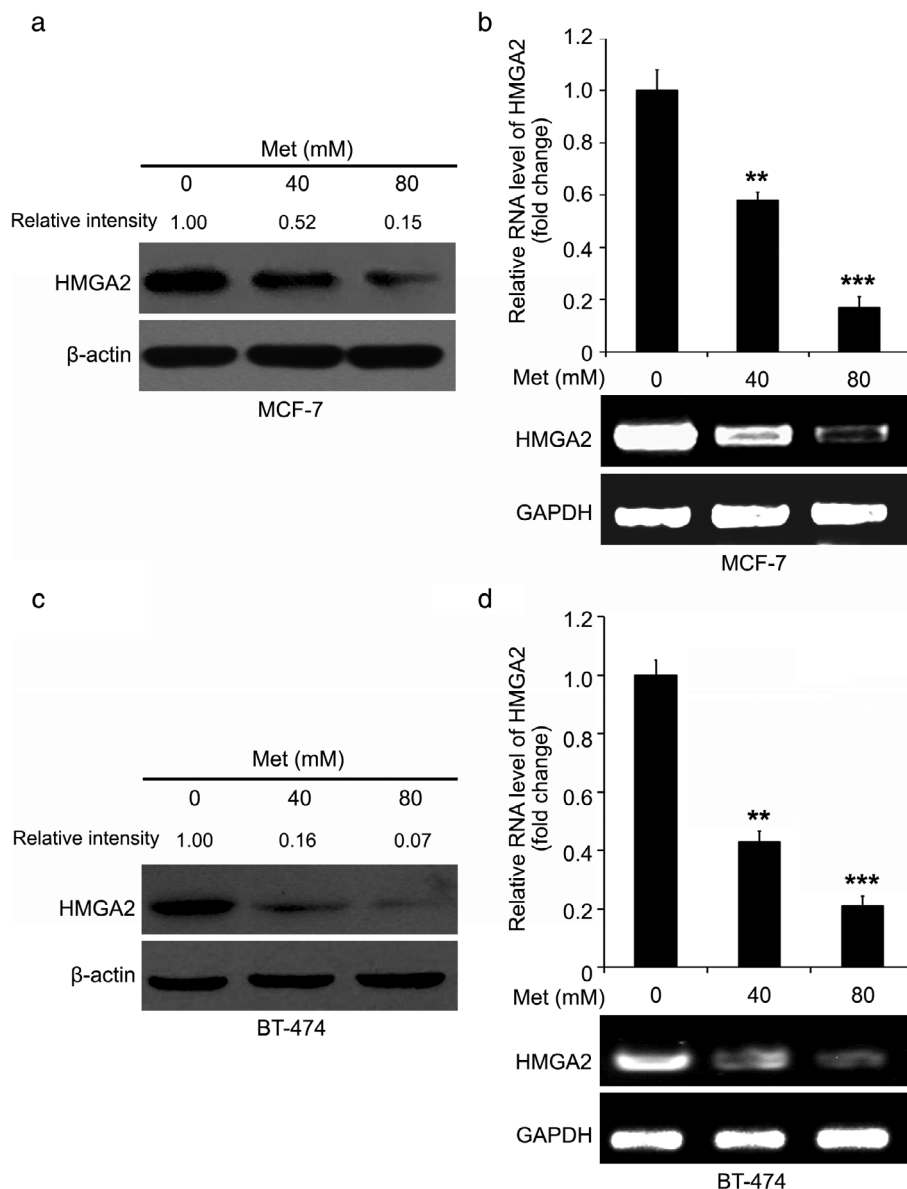 a
Met (mM)
0 40 80
Relative intensity 1.00 0.52 0.15
HMGA2
β-actin
MCF-7
b
Relative RNA level of HMGA2
(fold change)
1.2
1.0
0.8
0.6
0.4
0.2
0
**
***
Met (mM) 0 40 80
HMGA2
GAPDH
MCF-7
c
Met (mM)
0 40 80
Relative intensity 1.00 0.16 0.07
HMGA2
β-actin
BT-474
d
Relative RNA level of HMGA2
(fold change)
1.2
1.0
0.8
0.6
0.4
0.2
0
**
***
Met (mM) 0 40 80
HMGA2
GAPDH
BT-474